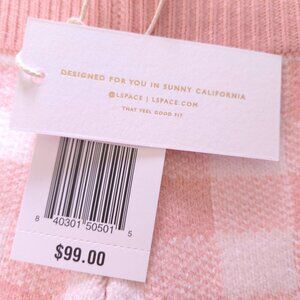 DESIGNED FOR YOU IN SUNNY CALIFORNIA
@LSPACE | LSPACE.COM
THAT FEEL GOOD FIT
8 40301 50501 5
$99.00